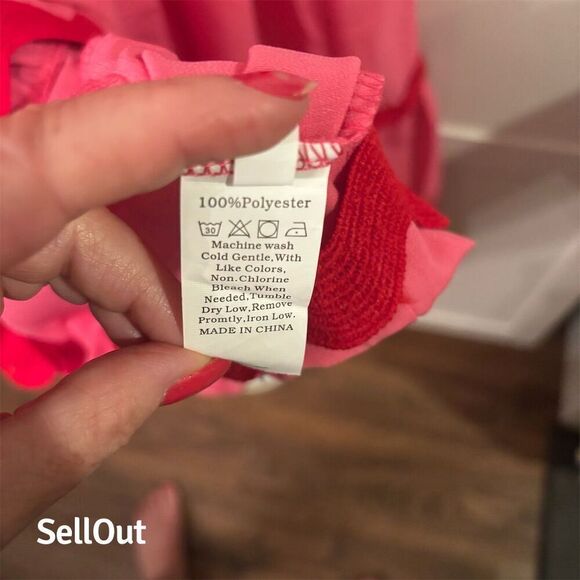 100%Polyester
30
Machine wash
Cold Gentle,With
Like Colors,
Non.Chlorine
Bleach When
Needed,Tumble
Dry Low,Remove
Promtly,Iron Low.
MADE IN CHINA
SellOut